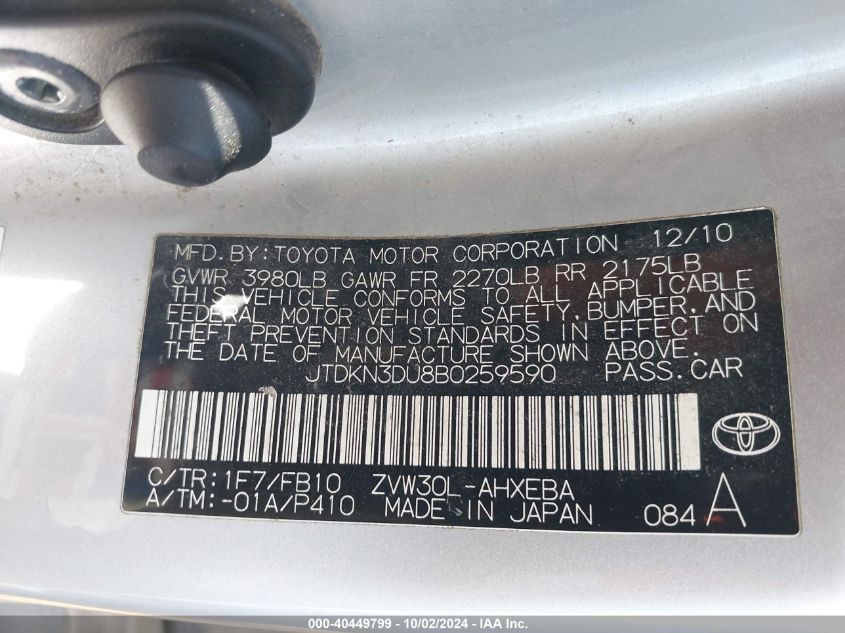 MFD. BY: TOYOTA MOTOR CORPORATION 12/10
GVWR 3980LB GAWR FR 2270LB RR 2175LB
THIS VEHICLE CONFORMS TO ALL APPLICABLE
FEDERAL MOTOR VEHICLE SAFETY, BUMPER, AND
THEFT PREVENTION STANDARDS IN EFFECT ON
THE DATE OF MANUFACTURE SHOWN ABOVE.
JTDKN3DU8B0259590 PASS. CAR
C/TR: 1F7/FB10 ZVW30L-AHXEBA
A/TM: -01A/P410 MADE IN JAPAN 084 A
000-40449799 - 10/02/2024 - IAA Inc.